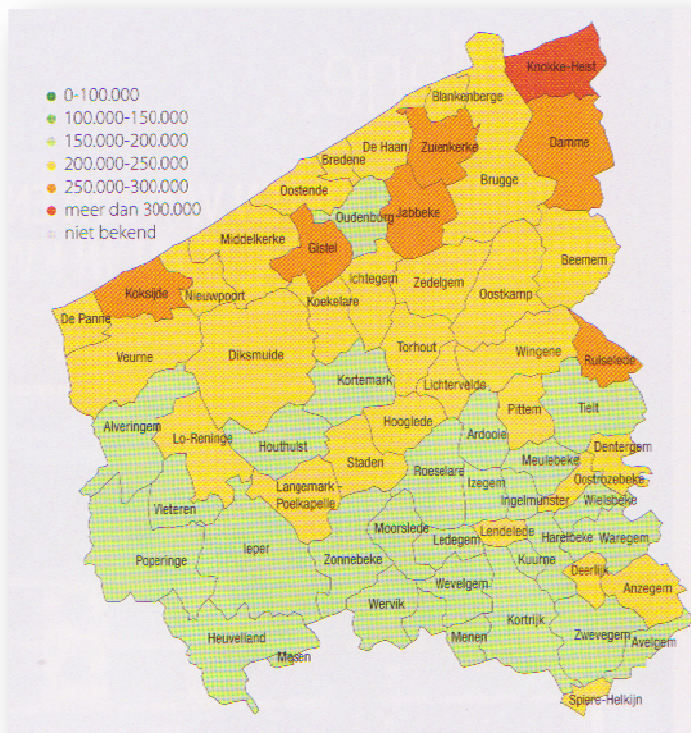 0-100.000
100.000-150.000
150.000-200.000
200.000-250.000
250.000-300.000
meer dan 300.000
niet bekend
Knokke-Heist
Blankenberge
De Haan
Zuienkerke
Damme
Bredene
Brugge
Oostende
Oudenborg
Jabbeke
Middelkerke
Gistel
Beernem
Ichtegem
Zedelgem
Koksijde
Nieuwpoort
Koekelare
Oostkamp
De Panne
Veurne
Diksmuide
Torhout
Wingene
Ruiselede
Kortemark
Lichtervelde
Pittem
Tielt
Alveringem
Lo-Reninge
Houthulst
Hooglede
Ardooie
Dentergem
Staden
Roeselare
Meulebeke
Oostrozebeke
Langemark
Poelkapelle
Izegem
Ingelmunster
Wielsbeke
Vleteren
Moorslede
Lendelede
Harelbeke
Waregem
Poperinge
Ieper
Zonnebeke
Ledegem
Kuurne
Deerlijk
Anzegem
Wevelgem
Wervik
Kortrijk
Heuvelland
Menen
Zwevegem
Avelgem
Mesen
Spiere-Helkijn